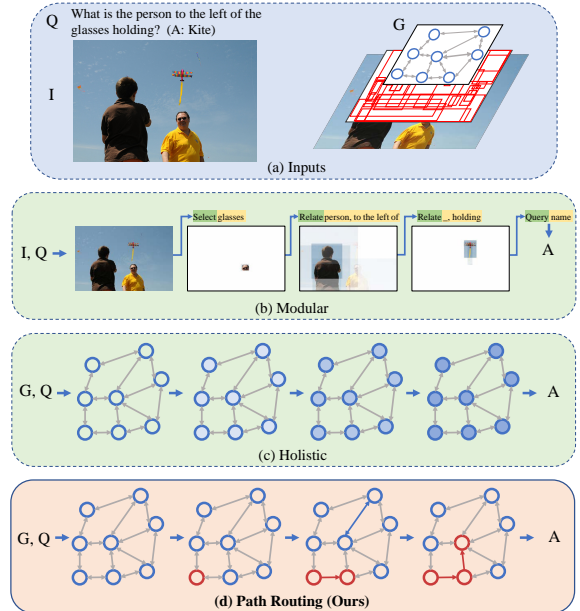 Q What is the person to the left of the
glasses holding? (A: Kite)
G
I
(a) Inputs
Select glasses
Relate person, to the left of
Relate _, holding
Query name
I, Q
A
(b) Modular
G, Q
A
(c) Holistic
G, Q
A
(d) Path Routing (Ours)